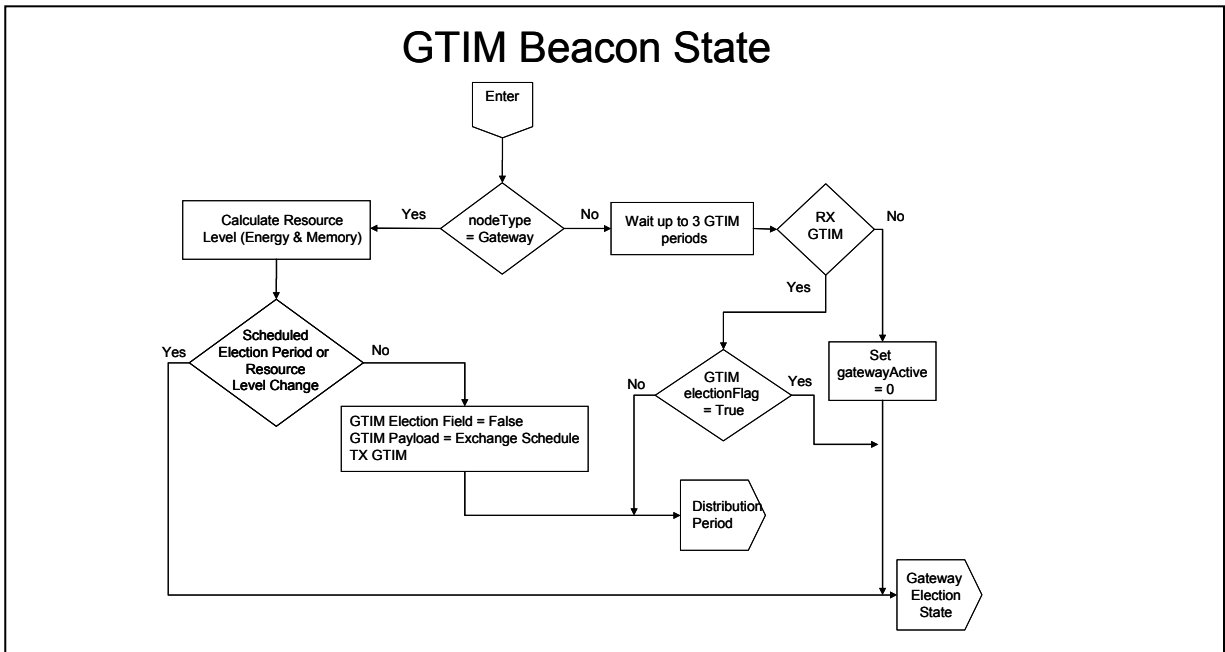 GTIM Beacon State
Enter
Calculate Resource
Level (Energy & Memory)
Yes
nodeType
= Gateway
No
Wait up to 3 GTIM
periods
RX
GTIM
No
Yes
Scheduled
Election Period or
Resource
Level Change
Yes
No
GTIM Election Field = False
GTIM Payload = Exchange Schedule
TX GTIM
No
GTIM
electionFlag
= True
Yes
Set
gatewayActive
= 0
Distribution
Period
Gateway
Election
State